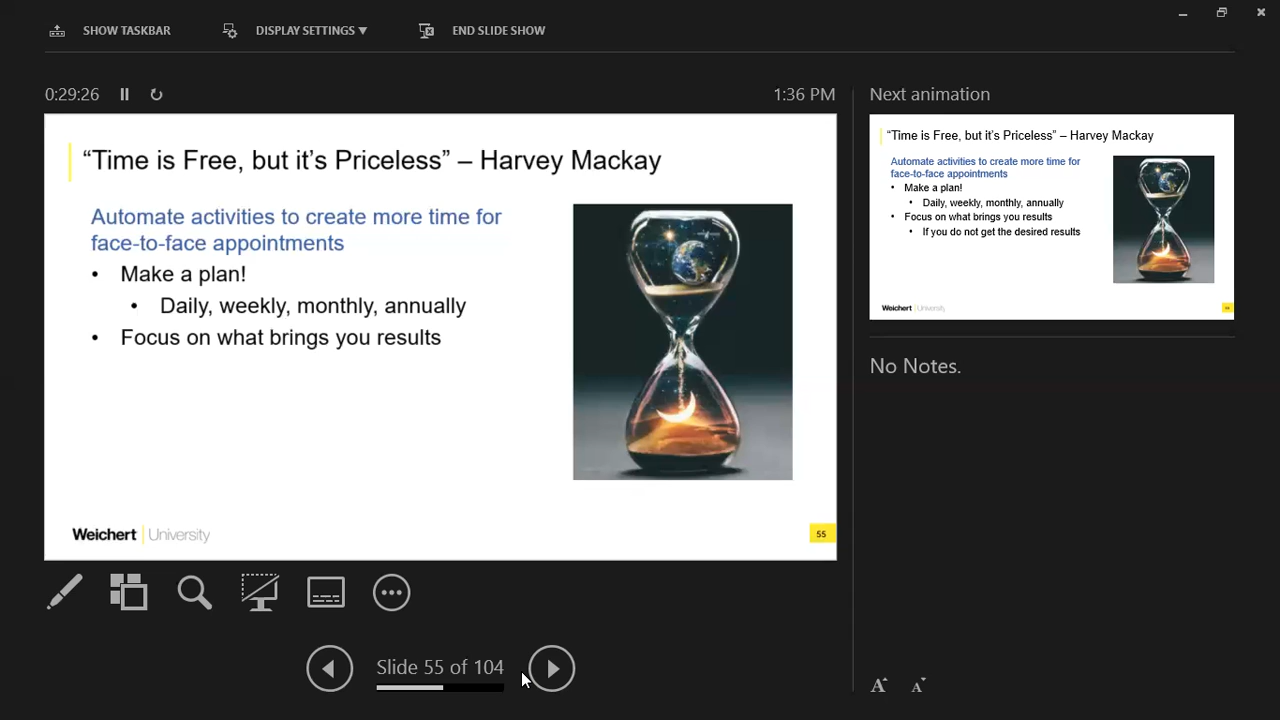 SHOW TASKBAR
DISPLAY SETTINGS ▼
END SLIDE SHOW
0:29:26
1:36 PM
“Time is Free, but it’s Priceless” – Harvey Mackay
Automate activities to create more time for
face-to-face appointments
• Make a plan!
• Daily, weekly, monthly, annually
• Focus on what brings you results
Weichert | University
55
Slide 55 of 104
Next animation
“Time is Free, but it’s Priceless” – Harvey Mackay
Automate activities to create more time for
face-to-face appointments
• Make a plan!
• Daily, weekly, monthly, annually
• Focus on what brings you results
• If you do not get the desired results
Weichert | University
No Notes.
A A